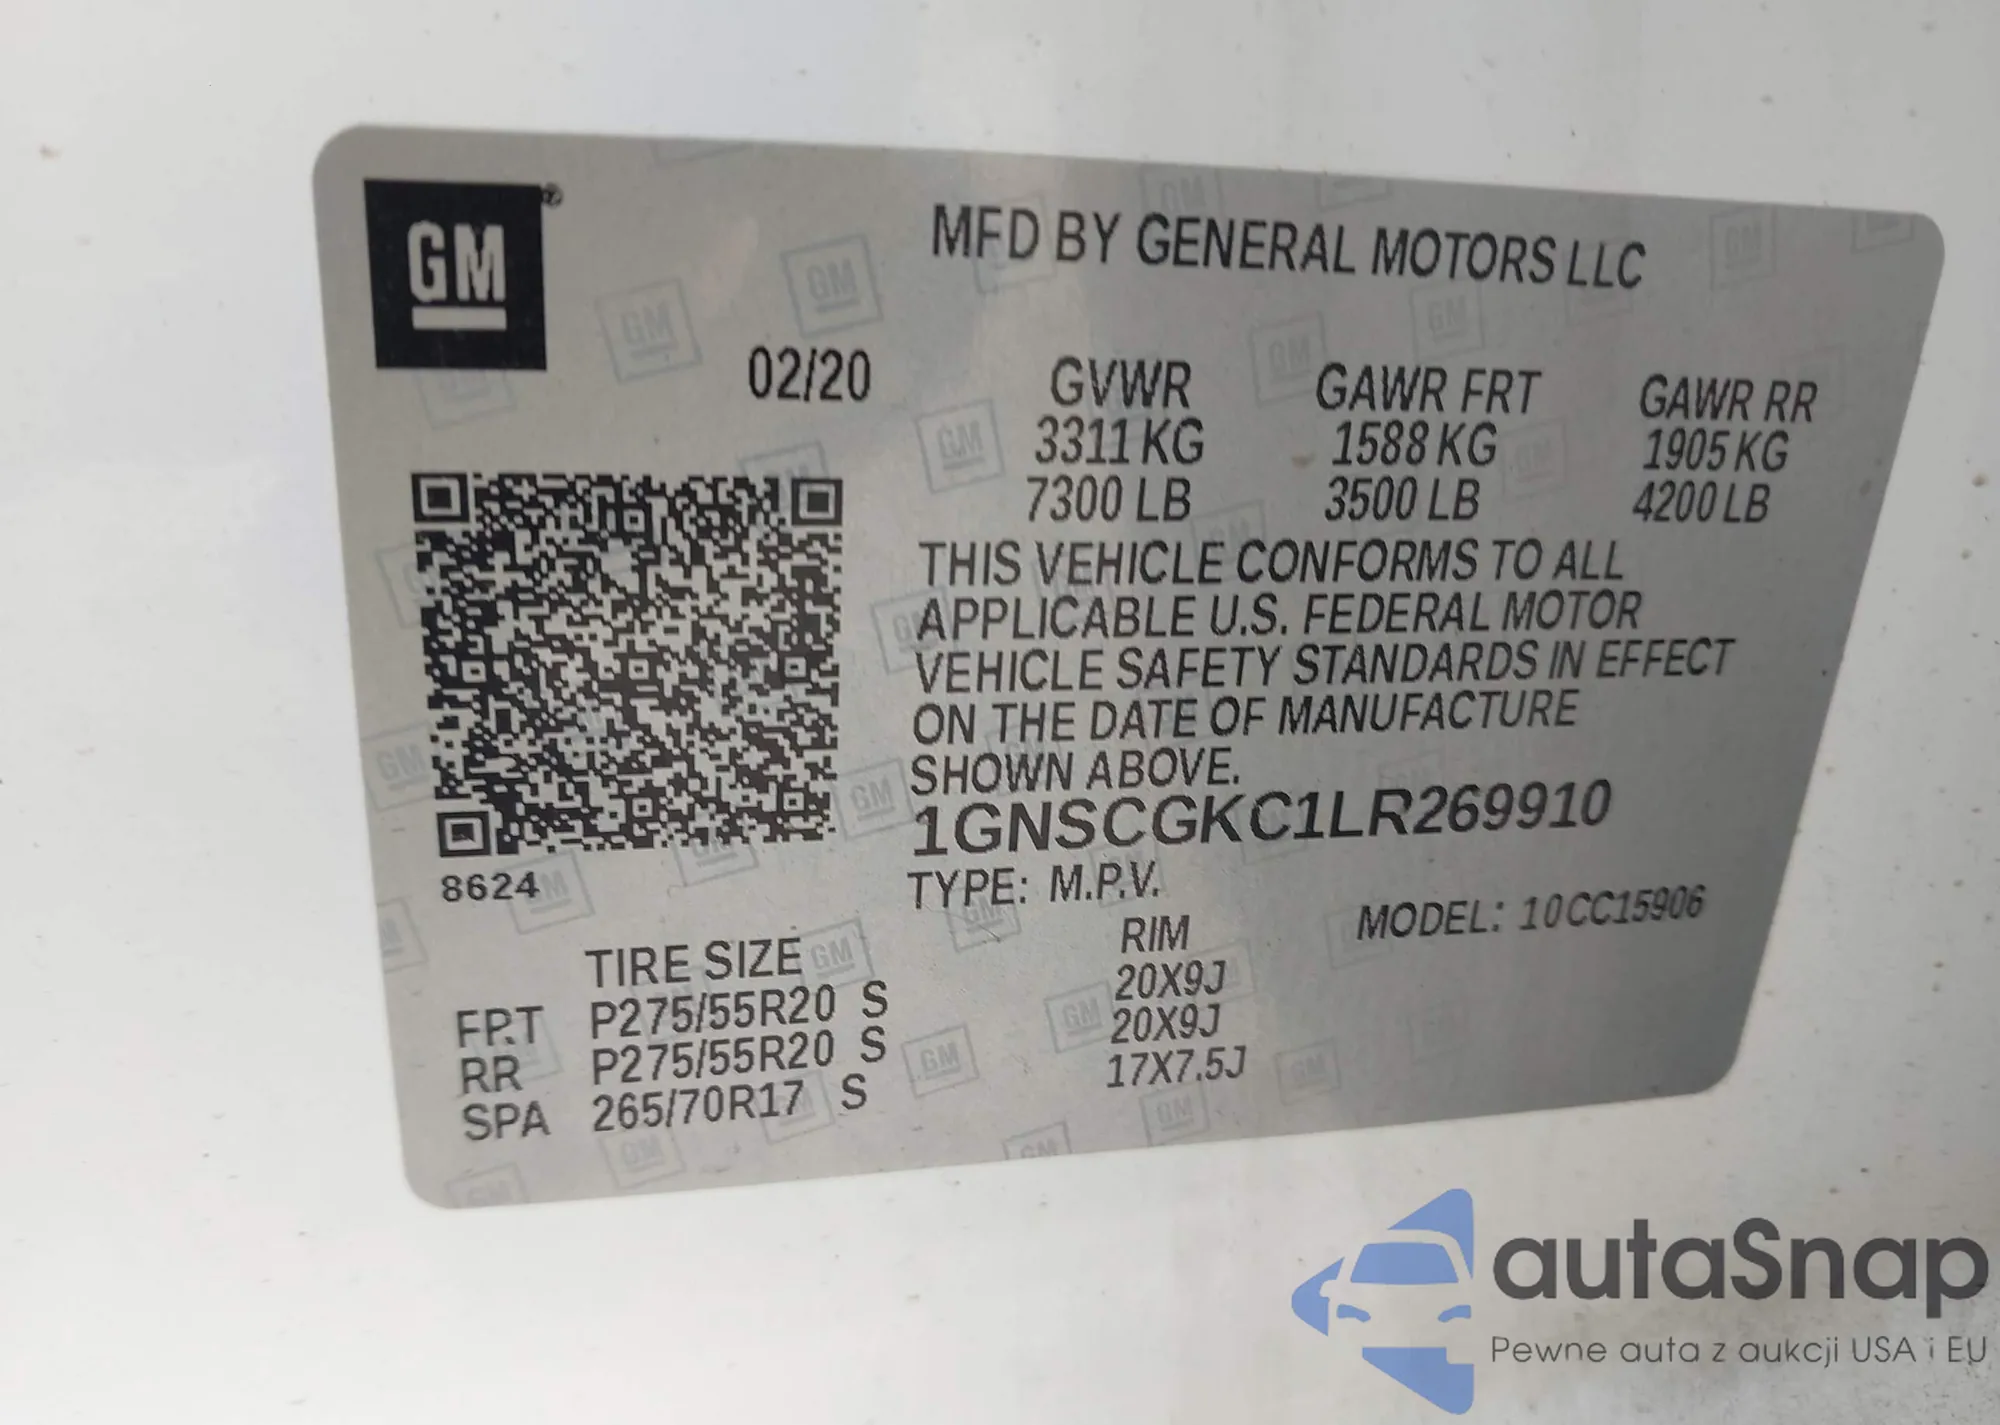 GM
MFD BY GENERAL MOTORS LLC
02/20
GVWR GAWR FRT GAWR RR
3311 KG 1588 KG 1905 KG
7300 LB 3500 LB 4200 LB
THIS VEHICLE CONFORMS TO ALL
APPLICABLE U.S. FEDERAL MOTOR
VEHICLE SAFETY STANDARDS IN EFFECT
ON THE DATE OF MANUFACTURE
SHOWN ABOVE.
1GNSCGKC1LR269910
8624
TYPE: M.P.V.
MODEL: 10CC15906
TIRE SIZE RIM
FRT P275/55R20 S 20X9J
RR P275/55R20 S 20X9J
SPA 265/70R17 S 17X7.5J
autaSnap
Pewne auta z aukcji USA i EU